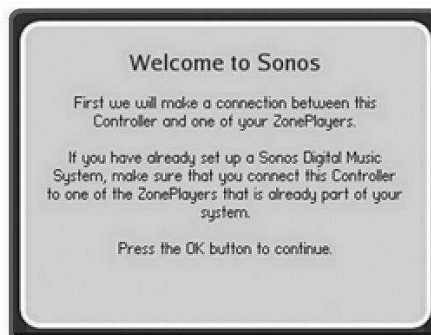 Welcome to Sonos
First we will make a connection between this
Controller and one of your ZonePlayers.
If you have already set up a Sonos Digital Music
System, make sure that you connect this Controller
to one of the ZonePlayers that is already part of your
system.
Press the OK button to continue.